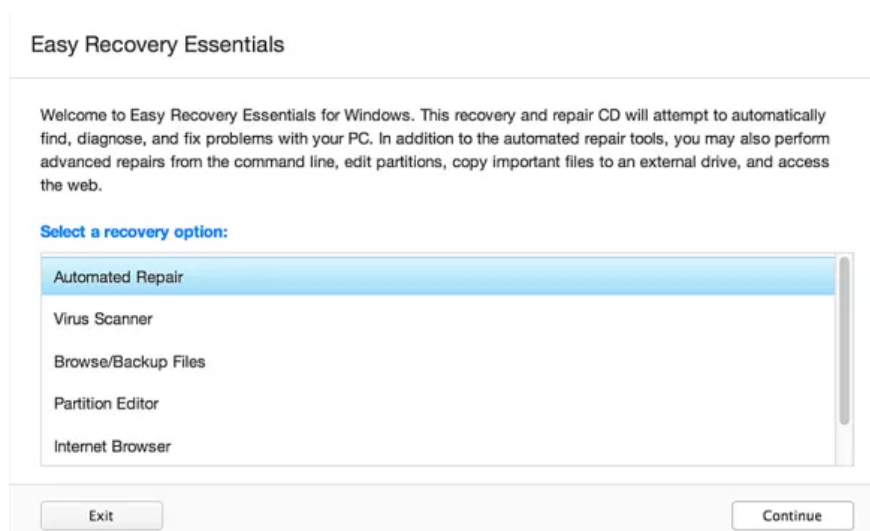 Easy Recovery Essentials
Welcome to Easy Recovery Essentials for Windows. This recovery and repair CD will attempt to automatically
find, diagnose, and fix problems with your PC. In addition to the automated repair tools, you may also perform
advanced repairs from the command line, edit partitions, copy important files to an external drive, and access
the web.
Select a recovery option:
Automated Repair
Virus Scanner
Browse/Backup Files
Partition Editor
Internet Browser
Exit
Continue